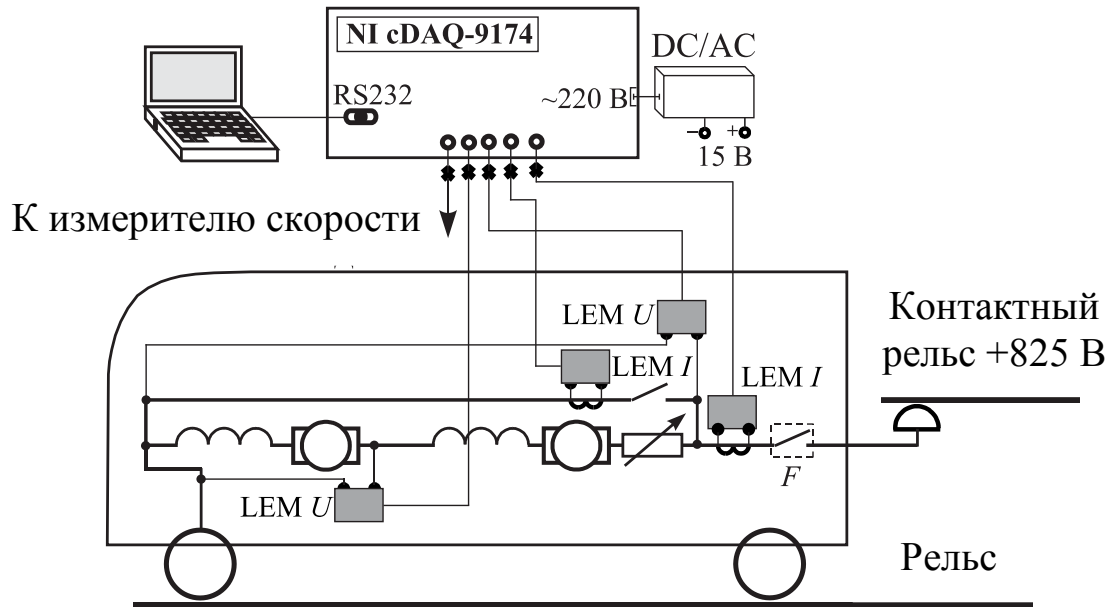 NI cDAQ-9174
DC/AC
RS232
~220 В
– +
15 В
К измерителю скорости
LEM U
Контактный
рельс +825 В
LEM I
LEM I
F
LEM U
Рельс